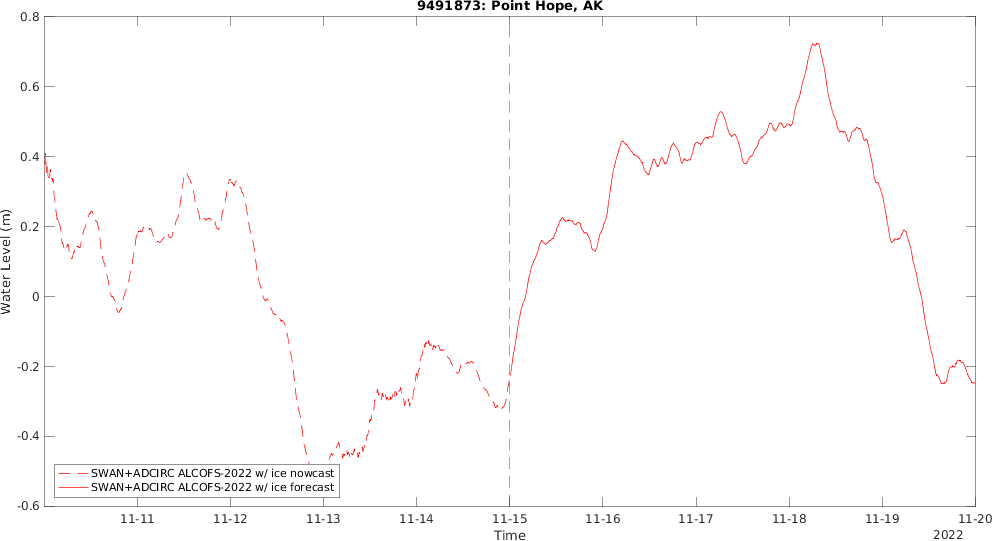 9491873: Point Hope, AK
0.8
0.6
0.4
0.2
0
-0.2
-0.4
-0.6
Water Level (m)
SWAN+ADCIRC ALCOFS-2022 w/ ice nowcast
SWAN+ADCIRC ALCOFS-2022 w/ ice forecast
11-11 11-12 11-13 11-14 11-15 11-16 11-17 11-18 11-19 11-20
Time
2022